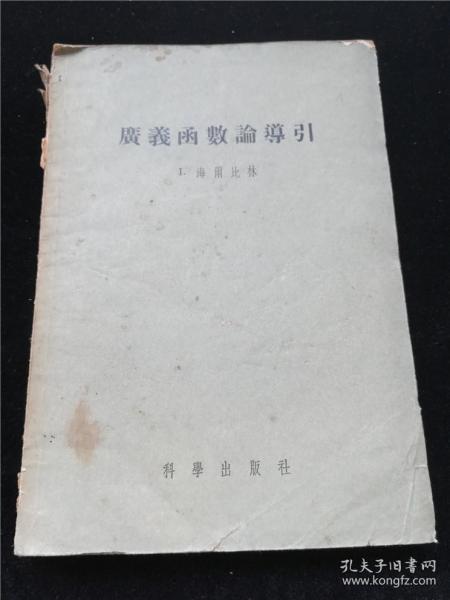 廣義函數論導引
I. 海爾比林
科學出版社
孔夫子旧书网
www.kongfz.com